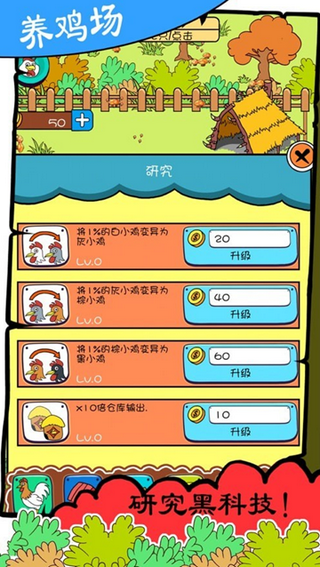 养鸡场
/点击
50
研究
将1%的白小鸡变异为
灰小鸡
Lv.0
20
升级
将1%的灰小鸡变异为
棕小鸡
Lv.0
40
升级
将1%的棕小鸡变异为
黑小鸡
Lv.0
60
升级
x10倍仓库输出.
Lv.0
10
升级
研究黑科技!